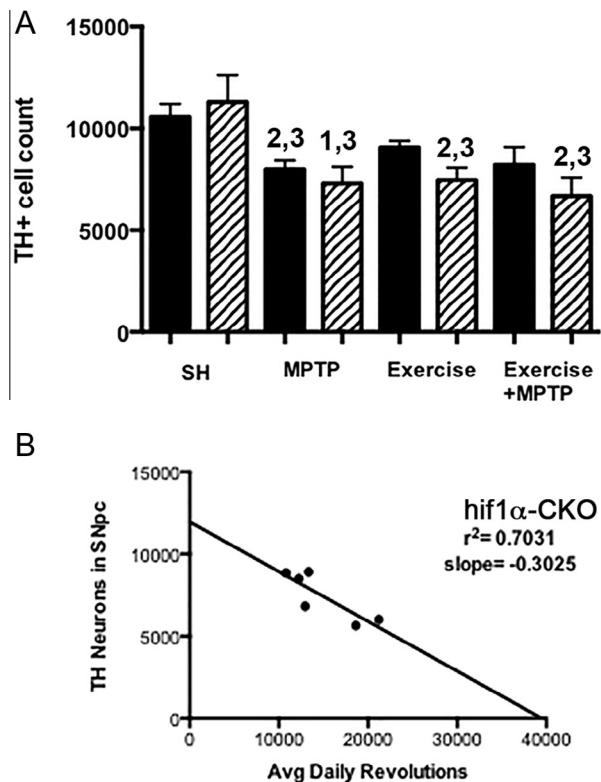 A
15000
10000
5000
0
TH+ cell count
2,3
1,3
2,3
2,3
SH
MPTP
Exercise
Exercise
+MPTP
B
15000
10000
5000
0
TH Neurons in SNpc
hif1α-CKO
r²= 0.7031
slope= -0.3025
0
10000
20000
30000
40000
Avg Daily Revolutions